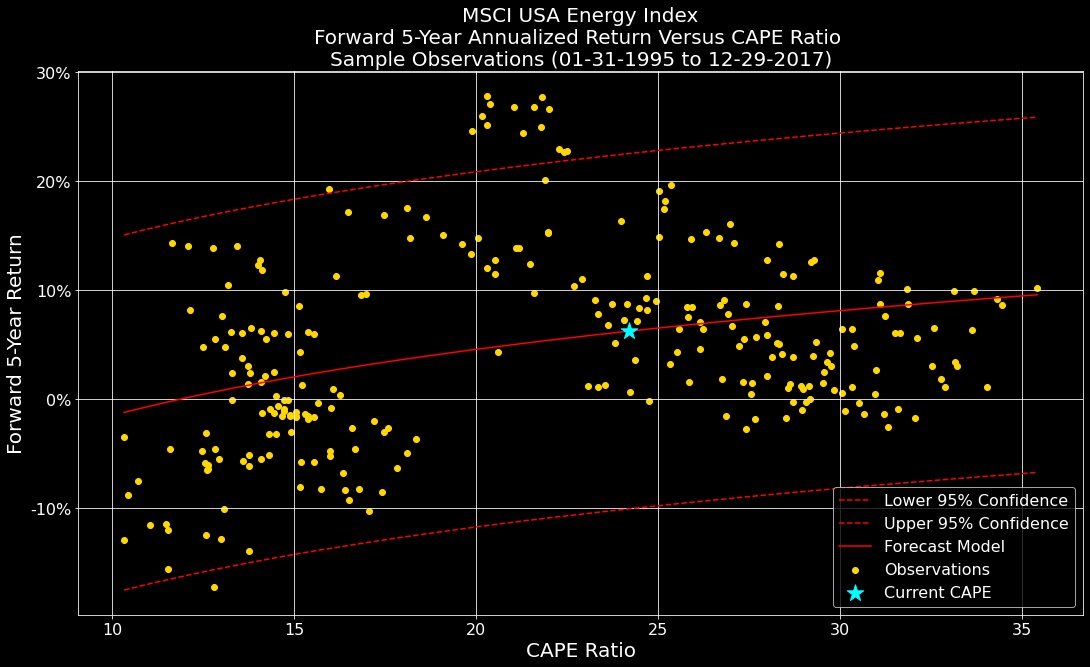 MSCI USA Energy Index
Forward 5-Year Annualized Return Versus CAPE Ratio
Sample Observations (01-31-1995 to 12-29-2017)
30%
20%
10%
0%
-10%
Forward 5-Year Return
10 15 20 25 30 35
CAPE Ratio
Lower 95% Confidence
Upper 95% Confidence
Forecast Model
Observations
Current CAPE